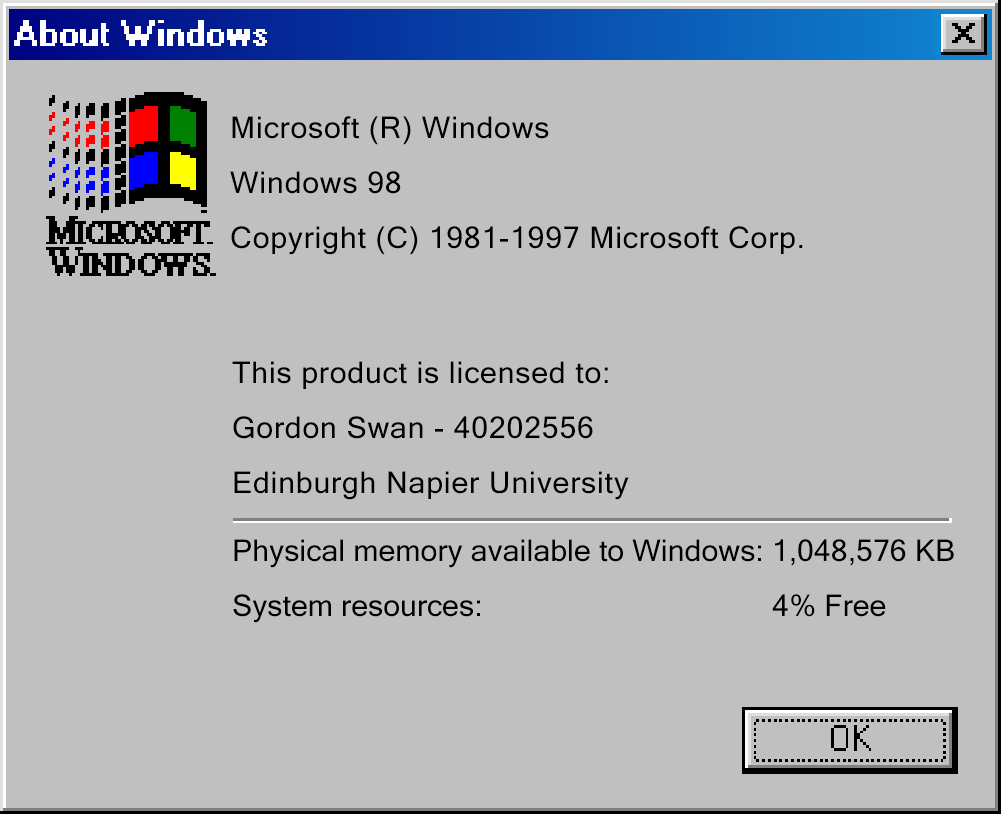 About Windows
MICROSOFT.
WINDOWS.
Microsoft (R) Windows
Windows 98
Copyright (C) 1981-1997 Microsoft Corp.
This product is licensed to:
Gordon Swan - 40202556
Edinburgh Napier University
Physical memory available to Windows: 1,048,576 KB
System resources: 4% Free
OK